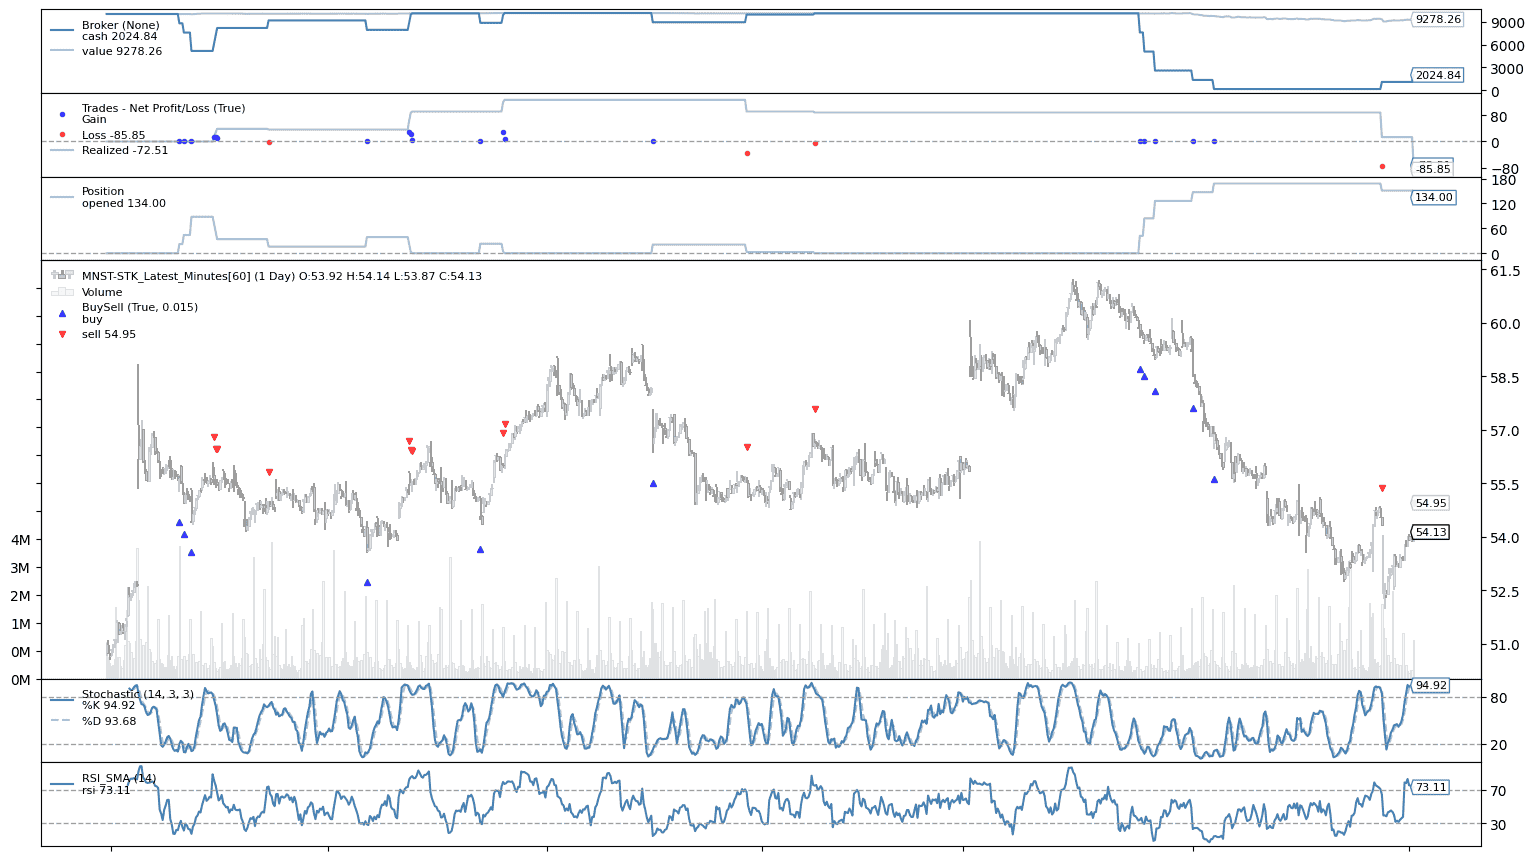 Broker (None)
cash 2024.84
value 9278.26
9278.26
2024.84
9000
6000
3000
0
Trades - Net Profit/Loss (True)
Gain
Loss -85.85
Realized -72.51
80
0
−80
-85.85
Position
opened 134.00
180
134.00
120
60
0
MNST-STK_Latest_Minutes[60] (1 Day) O:53.92 H:54.14 L:53.87 C:54.13
Volume
BuySell (True, 0.015)
buy
sell 54.95
61.5
60.0
58.5
57.0
55.5
54.95
54.13
54.0
52.5
51.0
4M
3M
2M
1M
0M
0M
Stochastic (14, 3, 3)
%K 94.92
%D 93.68
94.92
80
20
RSI_SMA (14)
rsi 73.11
73.11
70
30